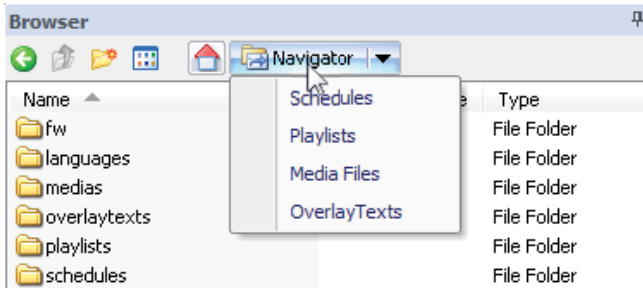 Browser
Navigator
Name Type
Schedules
Playlists
Media Files
OverlayTexts
fw File Folder
languages File Folder
medias File Folder
overlaytexts File Folder
playlists File Folder
schedules File Folder